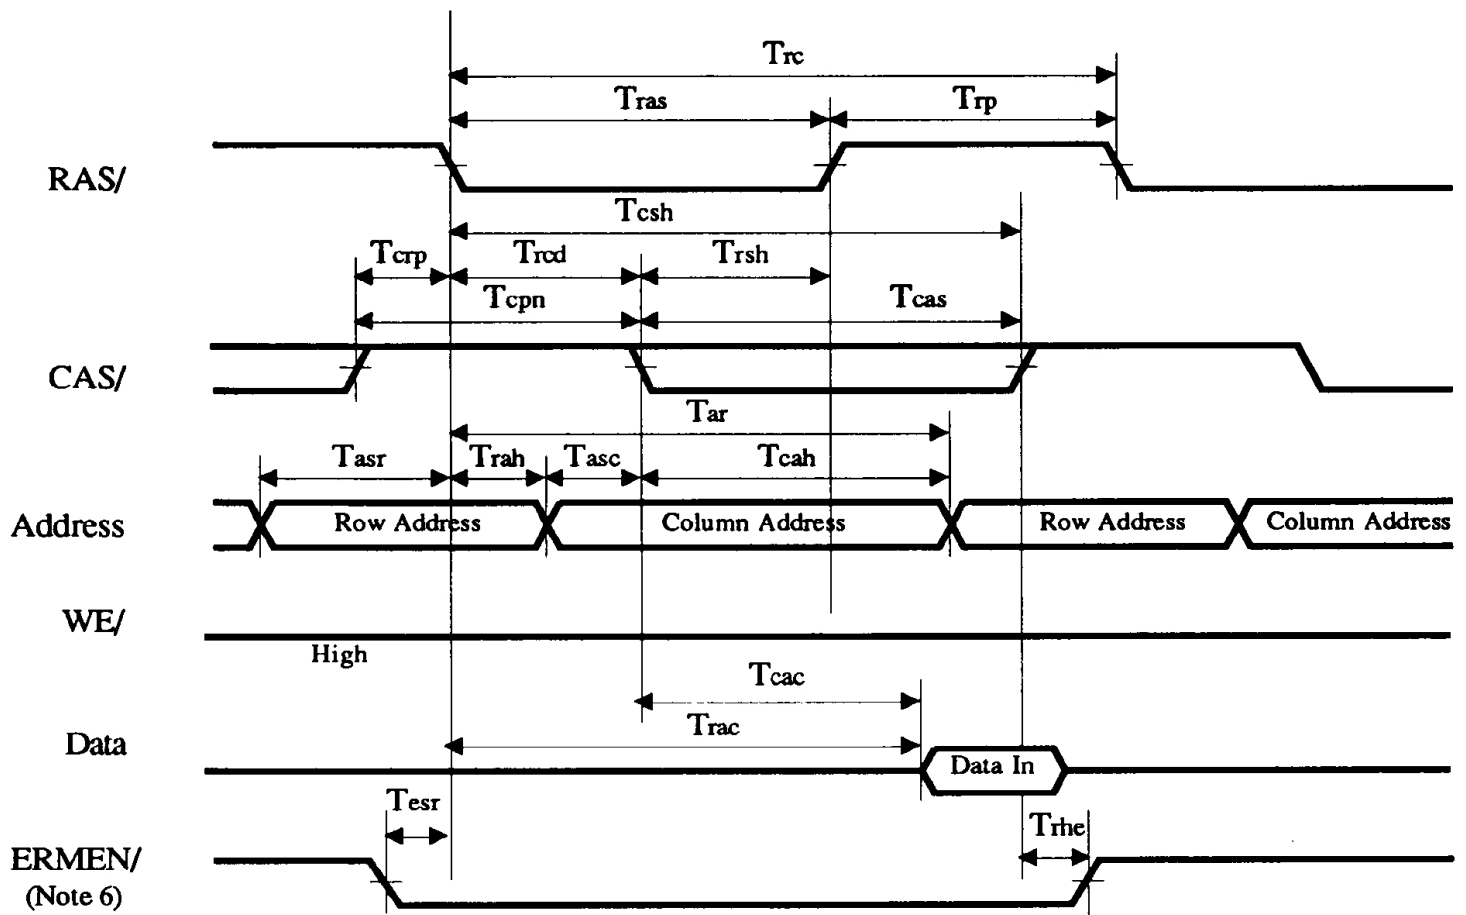 Trc
Tras
Trp
RAS/
Tcsh
Tcrp
Trcd
Trsh
Tcpn
Tcas
CAS/
Tar
Tasr
Trah
Tasc
Tcah
Address
Row Address
Column Address
Row Address
Column Address
WE/
High
Tcac
Trac
Data
Data In
Tesr
Trhe
ERMEN/
(Note 6)